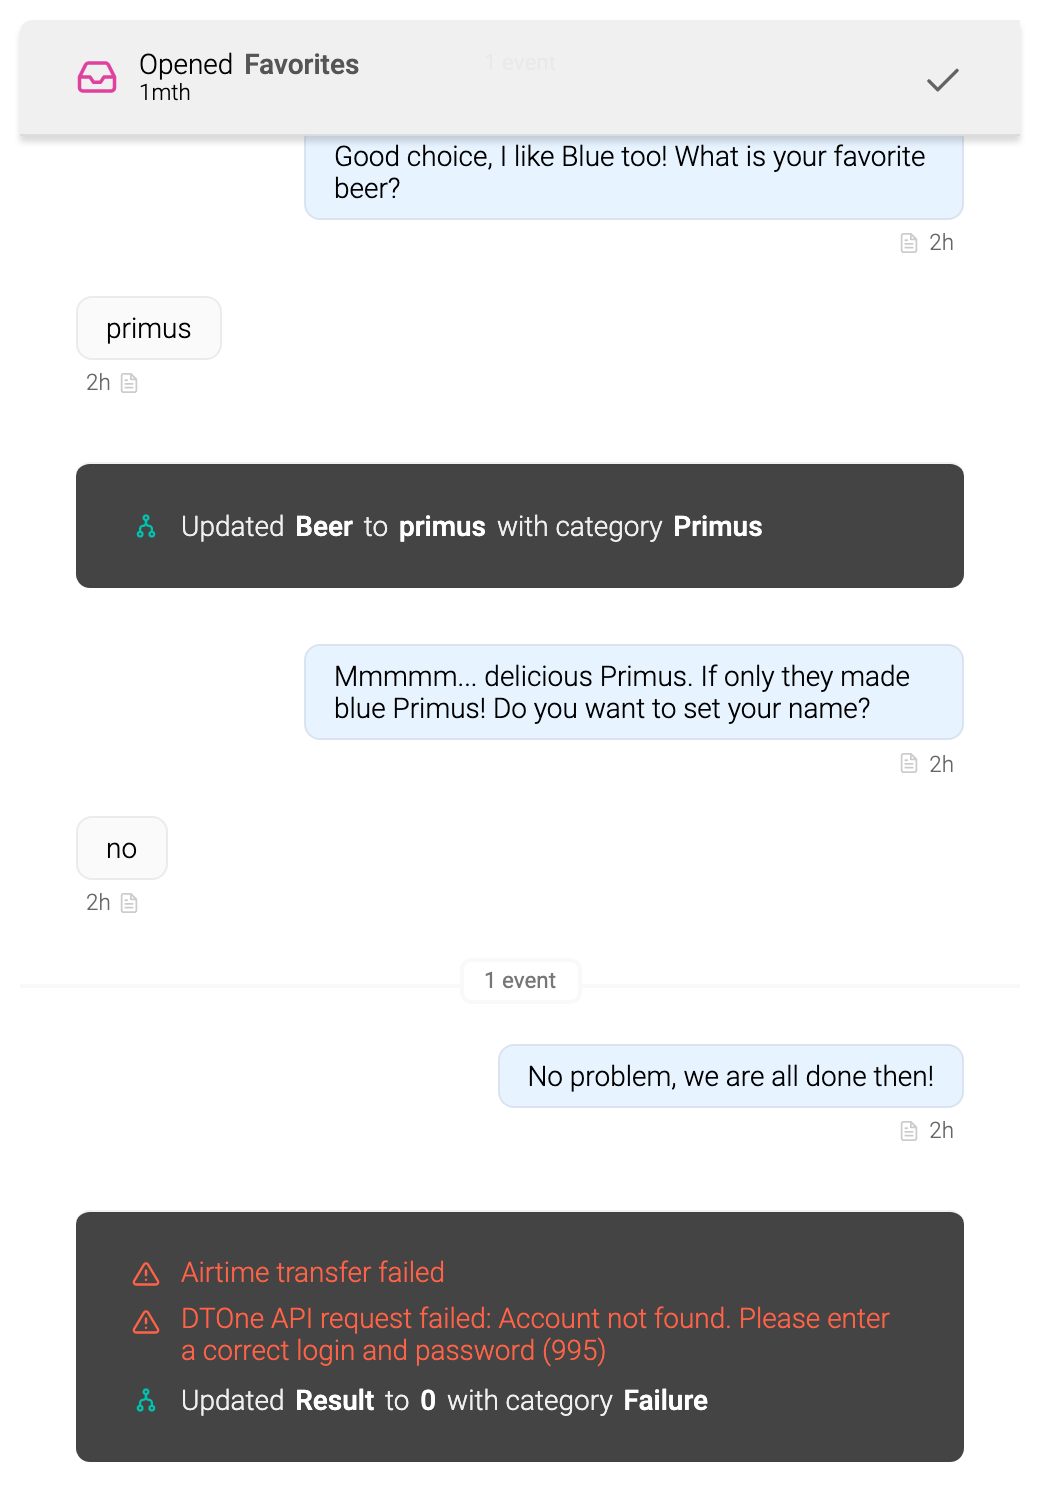 Opened Favorites
1 event
1mth
Good choice, I like Blue too! What is your favorite
beer?
2h
primus
2h
Updated Beer to primus with category Primus
Mmmmm... delicious Primus. If only they made
blue Primus! Do you want to set your name?
2h
no
2h
1 event
No problem, we are all done then!
2h
Airtime transfer failed
DTOne API request failed: Account not found. Please enter
a correct login and password (995)
Updated Result to 0 with category Failure